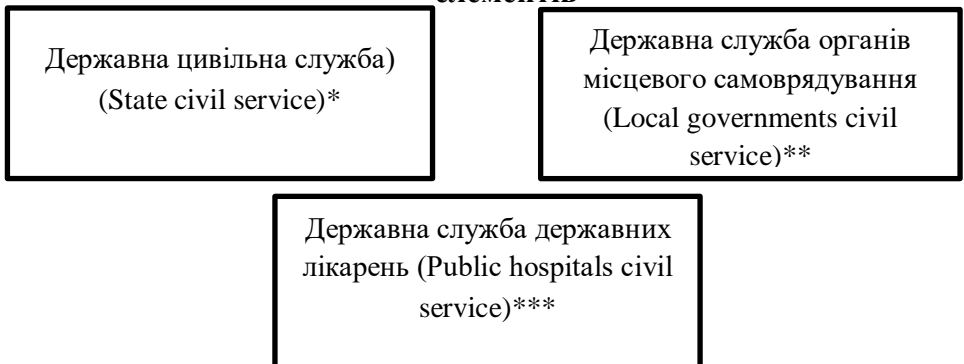 Державна цивільна служба)
(State civil service)*
Державна служба органів
місцевого самоврядування
(Local governments civil
service)**
Державна служба державних
лікарень (Public hospitals civil
service)***